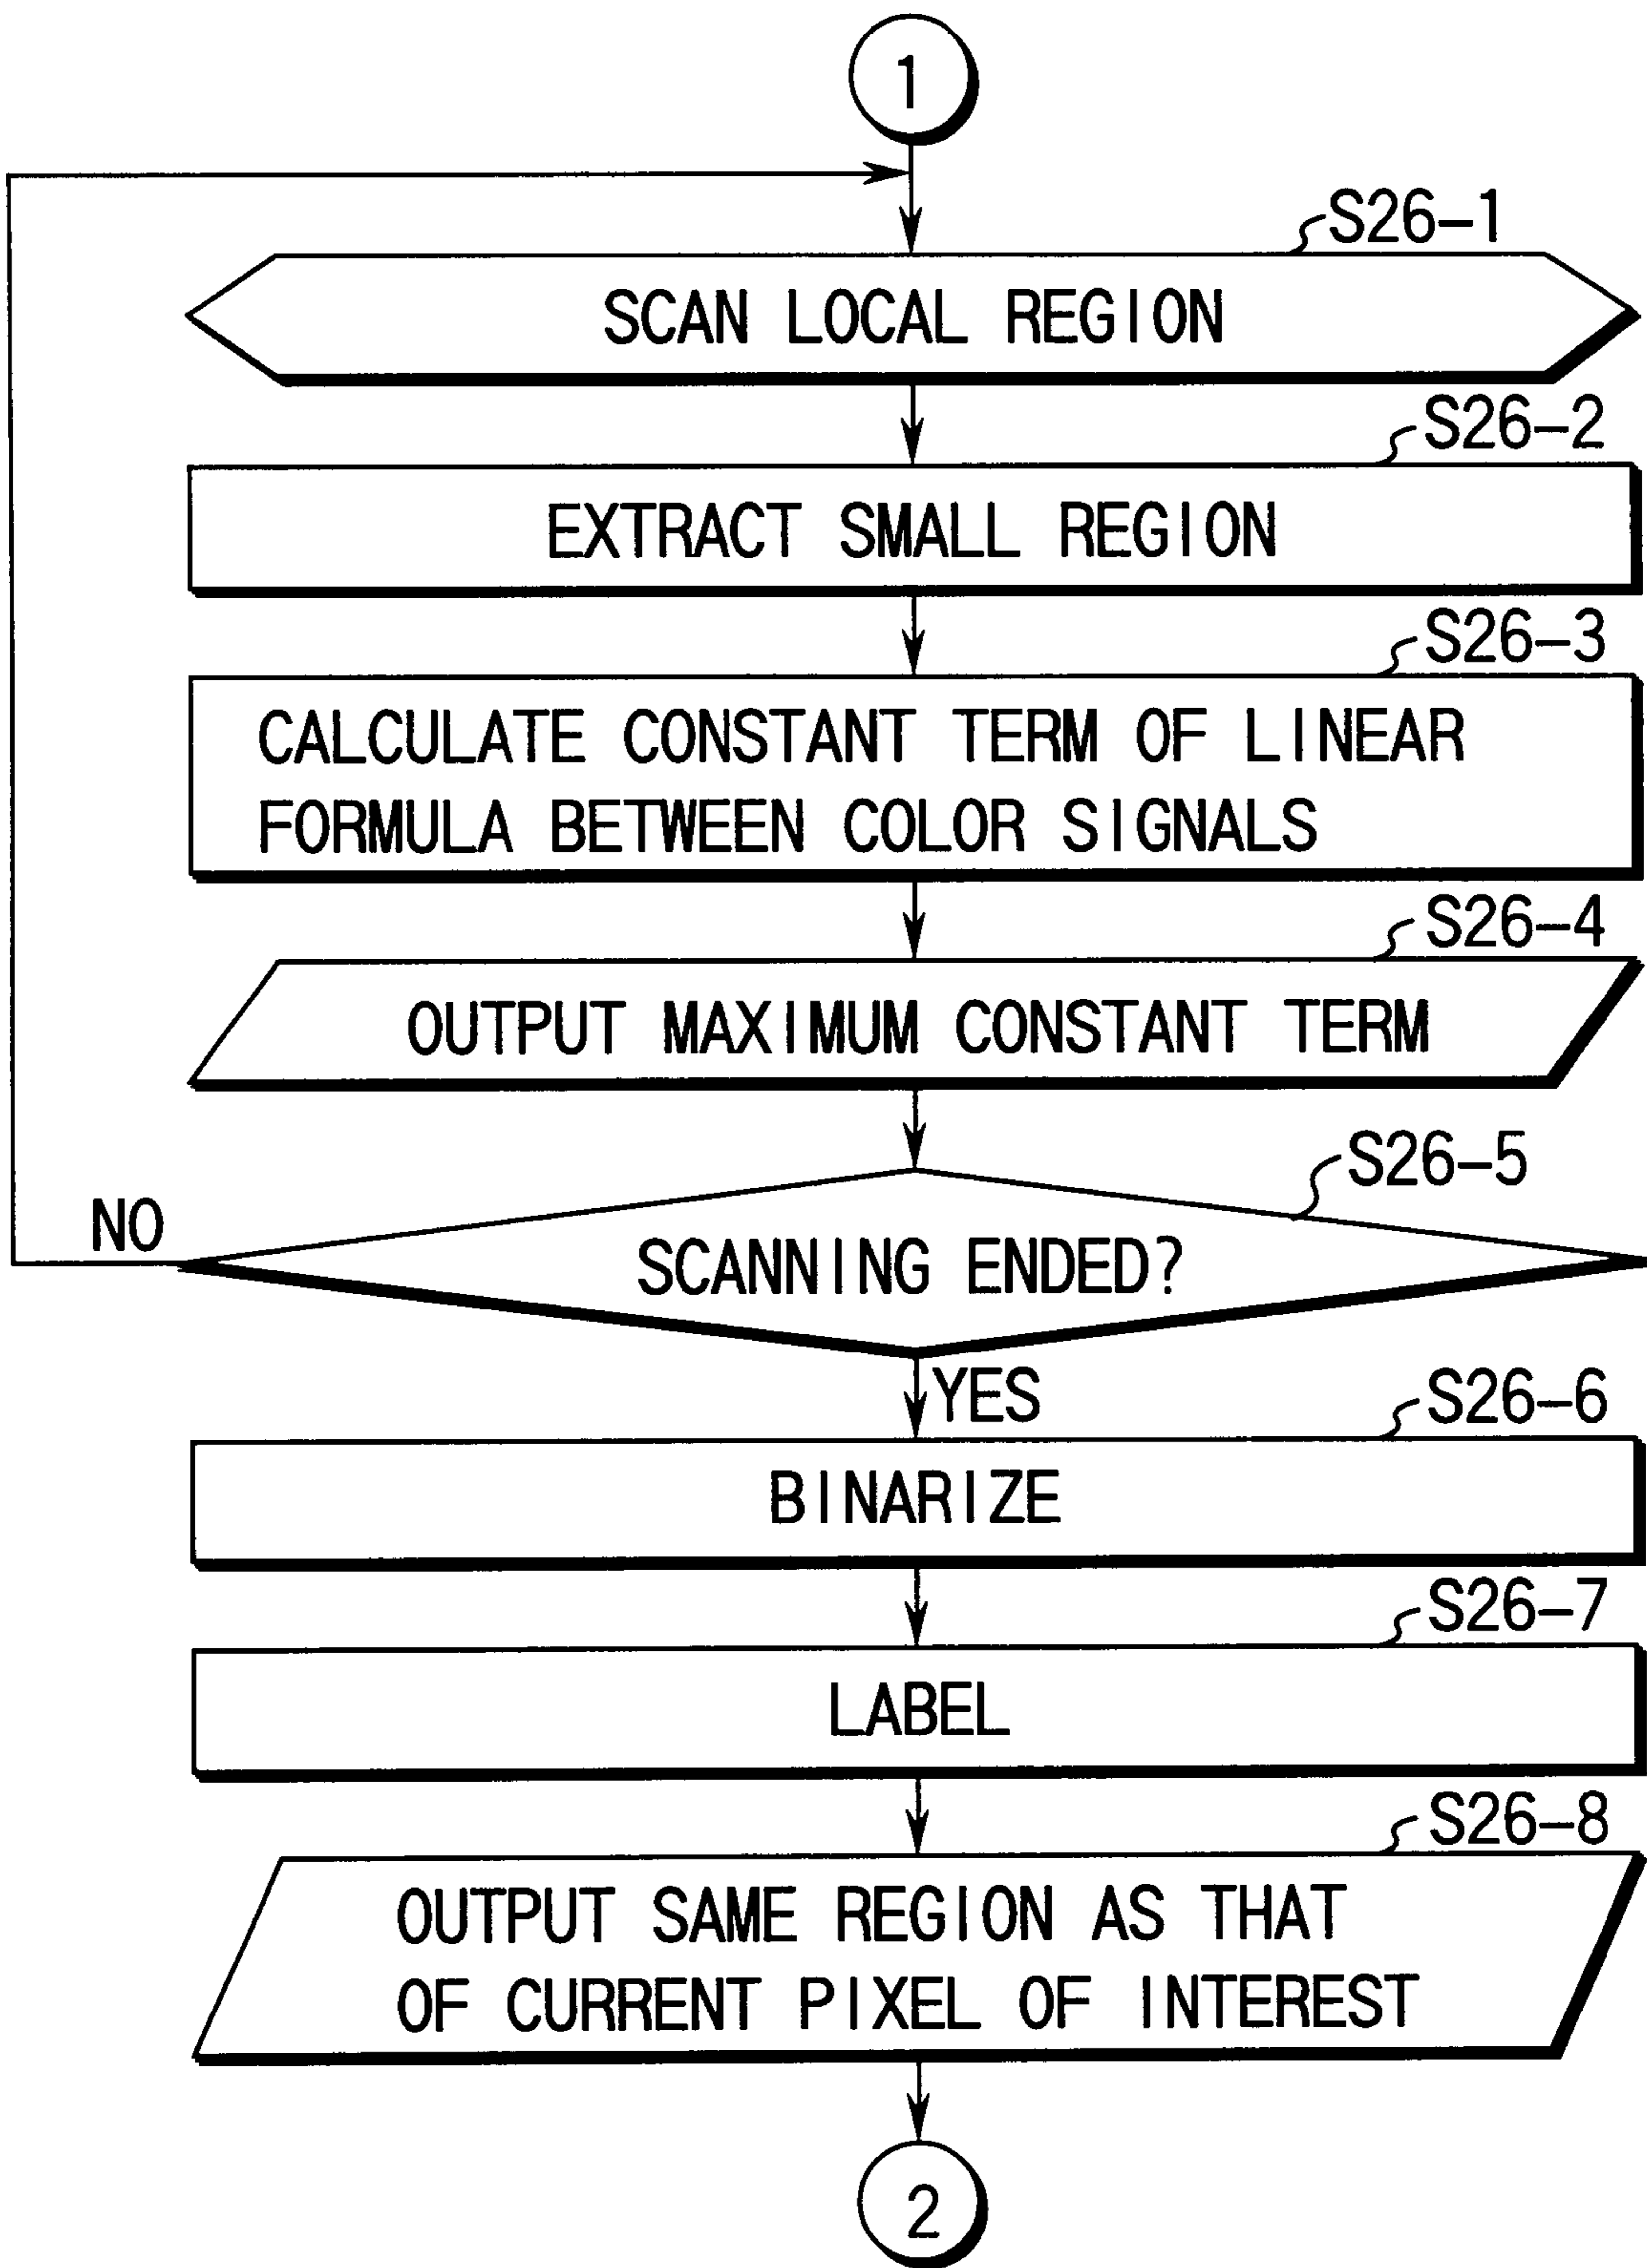 1
S26-1
SCAN LOCAL REGION
S26-2
EXTRACT SMALL REGION
S26-3
CALCULATE CONSTANT TERM OF LINEAR
FORMULA BETWEEN COLOR SIGNALS
S26-4
OUTPUT MAXIMUM CONSTANT TERM
S26-5
NO
SCANNING ENDED?
YES
S26-6
BINARIZE
S26-7
LABEL
S26-8
OUTPUT SAME REGION AS THAT
OF CURRENT PIXEL OF INTEREST
2